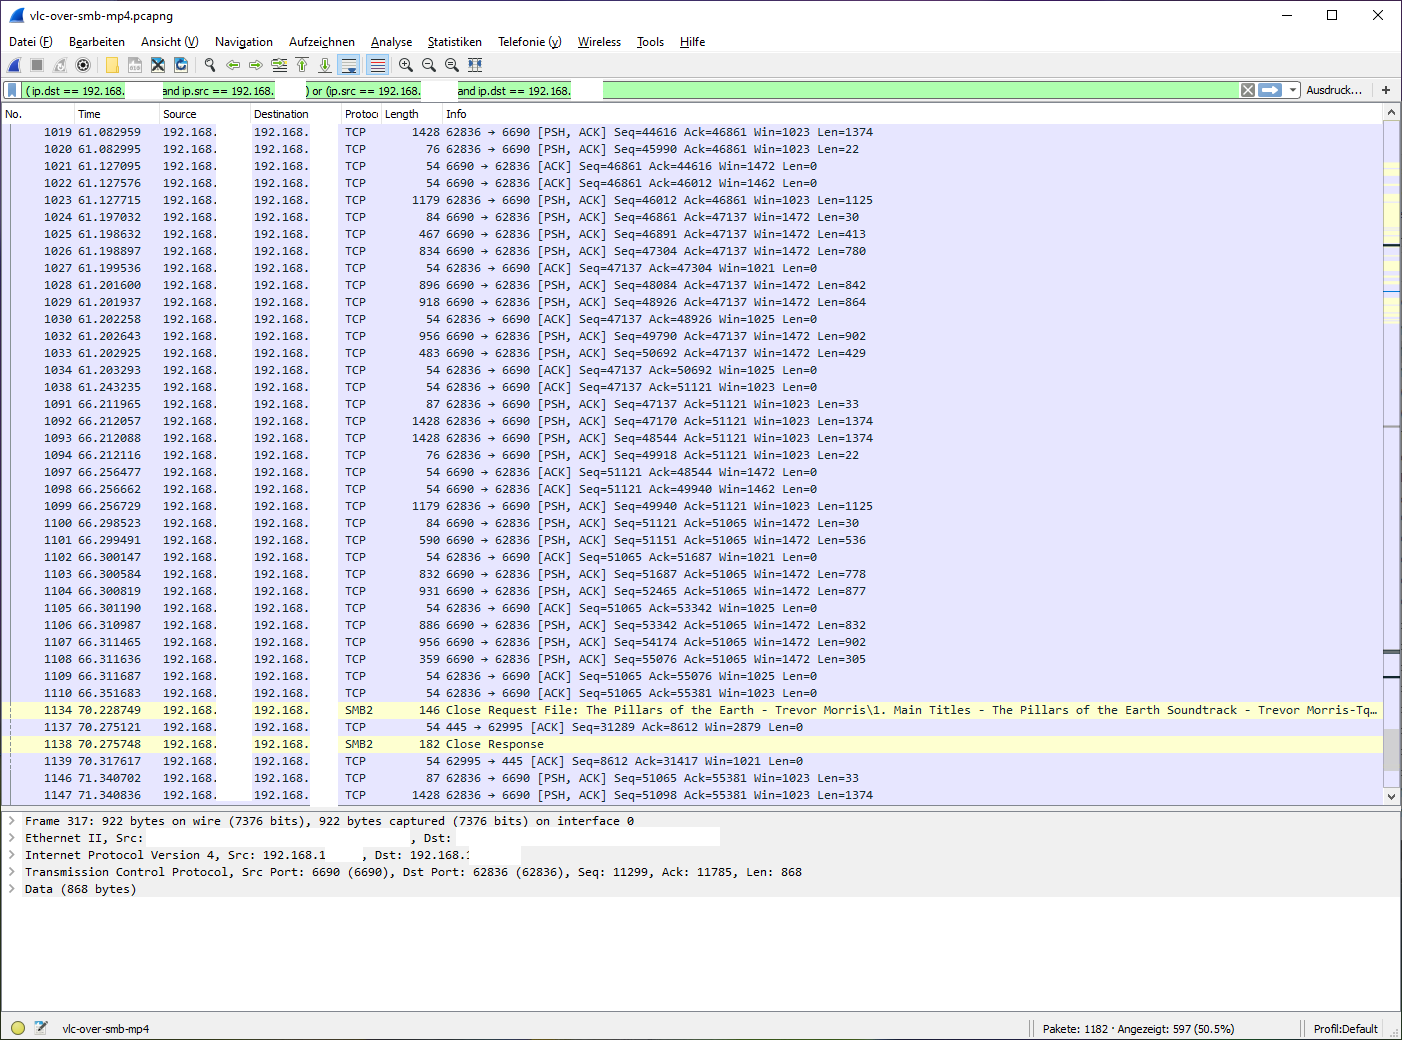 vlc-over-smb-mp4.pcapng
Datei (F) Bearbeiten Ansicht (V) Navigation Aufzeichnen Analyse Statistiken Telefonie (y) Wireless Tools Hilfe
( ip.dst == 192.168. and ip.src == 192.168. ) or (ip.src == 192.168. and ip.dst == 192.168. Ausdruck… +
No. Time Source Destination Protoc Length Info
1019 61.082959 192.168. 192.168. TCP 1428 62836 → 6690 [PSH, ACK] Seq=44616 Ack=46861 Win=1023 Len=1374
1020 61.082995 192.168. 192.168. TCP 76 62836 → 6690 [PSH, ACK] Seq=45990 Ack=46861 Win=1023 Len=22
1021 61.127095 192.168. 192.168. TCP 54 6690 → 62836 [ACK] Seq=46861 Ack=44616 Win=1472 Len=0
1022 61.127576 192.168. 192.168. TCP 54 6690 → 62836 [ACK] Seq=46861 Ack=46012 Win=1462 Len=0
1023 61.127715 192.168. 192.168. TCP 1179 62836 → 6690 [PSH, ACK] Seq=46012 Ack=46861 Win=1023 Len=1125
1024 61.197032 192.168. 192.168. TCP 84 6690 → 62836 [PSH, ACK] Seq=46861 Ack=47137 Win=1472 Len=30
1025 61.198632 192.168. 192.168. TCP 467 6690 → 62836 [PSH, ACK] Seq=46891 Ack=47137 Win=1472 Len=413
1026 61.198897 192.168. 192.168. TCP 834 6690 → 62836 [PSH, ACK] Seq=47304 Ack=47137 Win=1472 Len=780
1027 61.199536 192.168. 192.168. TCP 54 62836 → 6690 [ACK] Seq=47137 Ack=47304 Win=1021 Len=0
1028 61.201600 192.168. 192.168. TCP 896 6690 → 62836 [PSH, ACK] Seq=48084 Ack=47137 Win=1472 Len=842
1029 61.201937 192.168. 192.168. TCP 918 6690 → 62836 [PSH, ACK] Seq=48926 Ack=47137 Win=1472 Len=864
1030 61.202258 192.168. 192.168. TCP 54 62836 → 6690 [ACK] Seq=47137 Ack=48926 Win=1025 Len=0
1032 61.202643 192.168. 192.168. TCP 956 6690 → 62836 [PSH, ACK] Seq=49790 Ack=47137 Win=1472 Len=902
1033 61.202925 192.168. 192.168. TCP 483 6690 → 62836 [PSH, ACK] Seq=50692 Ack=47137 Win=1472 Len=429
1034 61.203293 192.168. 192.168. TCP 54 62836 → 6690 [ACK] Seq=47137 Ack=50692 Win=1025 Len=0
1038 61.243235 192.168. 192.168. TCP 54 62836 → 6690 [ACK] Seq=47137 Ack=51121 Win=1023 Len=0
1091 66.211965 192.168. 192.168. TCP 87 62836 → 6690 [PSH, ACK] Seq=47137 Ack=51121 Win=1023 Len=33
1092 66.212057 192.168. 192.168. TCP 1428 62836 → 6690 [PSH, ACK] Seq=47170 Ack=51121 Win=1023 Len=1374
1093 66.212088 192.168. 192.168. TCP 1428 62836 → 6690 [PSH, ACK] Seq=48544 Ack=51121 Win=1023 Len=1374
1094 66.212116 192.168. 192.168. TCP 76 62836 → 6690 [PSH, ACK] Seq=49918 Ack=51121 Win=1023 Len=22
1097 66.256477 192.168. 192.168. TCP 54 6690 → 62836 [ACK] Seq=51121 Ack=48544 Win=1472 Len=0
1098 66.256662 192.168. 192.168. TCP 54 6690 → 62836 [ACK] Seq=51121 Ack=49940 Win=1462 Len=0
1099 66.256729 192.168. 192.168. TCP 1179 62836 → 6690 [PSH, ACK] Seq=49940 Ack=51121 Win=1023 Len=1125
1100 66.298523 192.168. 192.168. TCP 84 6690 → 62836 [PSH, ACK] Seq=51121 Ack=51065 Win=1472 Len=30
1101 66.299491 192.168. 192.168. TCP 590 6690 → 62836 [PSH, ACK] Seq=51151 Ack=51065 Win=1472 Len=536
1102 66.300147 192.168. 192.168. TCP 54 62836 → 6690 [ACK] Seq=51065 Ack=51687 Win=1021 Len=0
1103 66.300584 192.168. 192.168. TCP 832 6690 → 62836 [PSH, ACK] Seq=51687 Ack=51065 Win=1472 Len=778
1104 66.300819 192.168. 192.168. TCP 931 6690 → 62836 [PSH, ACK] Seq=52465 Ack=51065 Win=1472 Len=877
1105 66.301190 192.168. 192.168. TCP 54 62836 → 6690 [ACK] Seq=51065 Ack=53342 Win=1025 Len=0
1106 66.310987 192.168. 192.168. TCP 886 6690 → 62836 [PSH, ACK] Seq=53342 Ack=51065 Win=1472 Len=832
1107 66.311465 192.168. 192.168. TCP 956 6690 → 62836 [PSH, ACK] Seq=54174 Ack=51065 Win=1472 Len=902
1108 66.311636 192.168. 192.168. TCP 359 6690 → 62836 [PSH, ACK] Seq=55076 Ack=51065 Win=1472 Len=305
1109 66.311687 192.168. 192.168. TCP 54 62836 → 6690 [ACK] Seq=51065 Ack=55076 Win=1025 Len=0
1110 66.351683 192.168. 192.168. TCP 54 62836 → 6690 [ACK] Seq=51065 Ack=55381 Win=1023 Len=0
1134 70.228749 192.168. 192.168. SMB2 146 Close Request File: The Pillars of the Earth - Trevor Morris\1. Main Titles - The Pillars of the Earth Soundtrack - Trevor Morris-Tq…
1137 70.275121 192.168. 192.168. TCP 54 445 → 62995 [ACK] Seq=31289 Ack=8612 Win=2879 Len=0
1138 70.275748 192.168. 192.168. SMB2 182 Close Response
1139 70.317617 192.168. 192.168. TCP 54 62995 → 445 [ACK] Seq=8612 Ack=31417 Win=1021 Len=0
1146 71.340702 192.168. 192.168. TCP 87 62836 → 6690 [PSH, ACK] Seq=51065 Ack=55381 Win=1023 Len=33
1147 71.340836 192.168. 192.168. TCP 1428 62836 → 6690 [PSH, ACK] Seq=51098 Ack=55381 Win=1023 Len=1374
Frame 317: 922 bytes on wire (7376 bits), 922 bytes captured (7376 bits) on interface 0
Ethernet II, Src: , Dst:
Internet Protocol Version 4, Src: 192.168.1 , Dst: 192.168.1
Transmission Control Protocol, Src Port: 6690 (6690), Dst Port: 62836 (62836), Seq: 11299, Ack: 11785, Len: 868
Data (868 bytes)
vlc-over-smb-mp4 Pakete: 1182 · Angezeigt: 597 (50.5%) Profil:Default